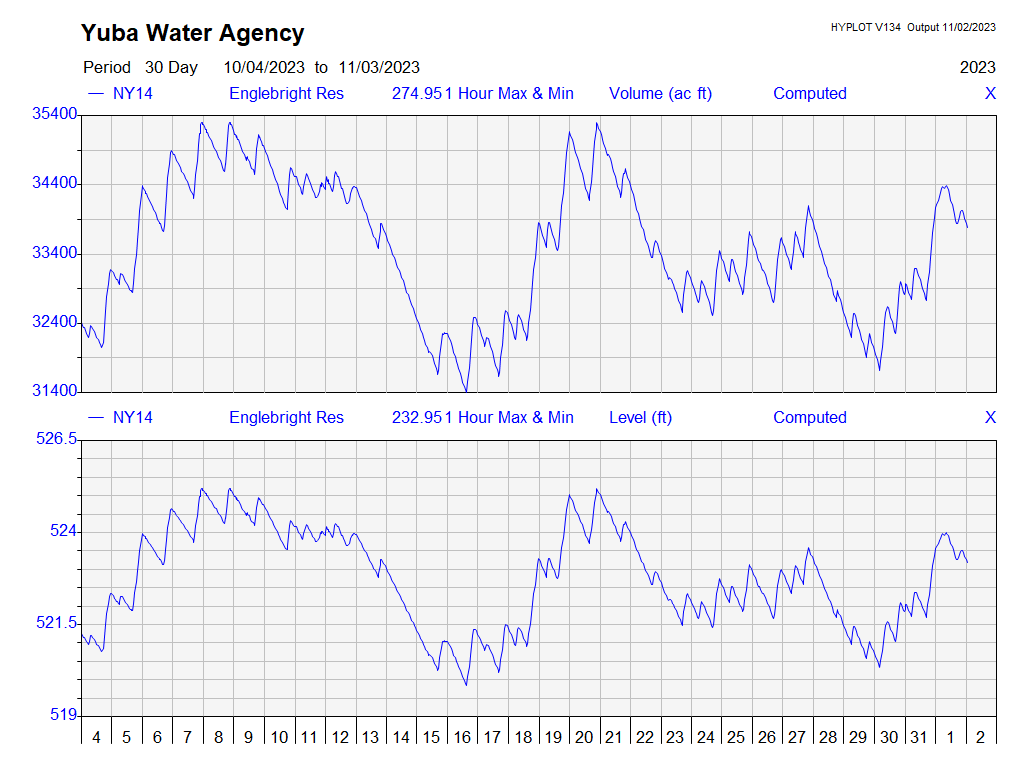 Yuba Water Agency
HYPLOT V134 Output 11/02/2023
Period 30 Day 10/04/2023 to 11/03/2023 2023
NY14 Englebright Res 274.951 Hour Max & Min Volume (ac ft) Computed X
35400
34400
33400
32400
31400
NY14 Englebright Res 232.951 Hour Max & Min Level (ft) Computed X
526.5
524
521.5
519
4 5 6 7 8 9 10 11 12 13 14 15 16 17 18 19 20 21 22 23 24 25 26 27 28 29 30 31 1 2